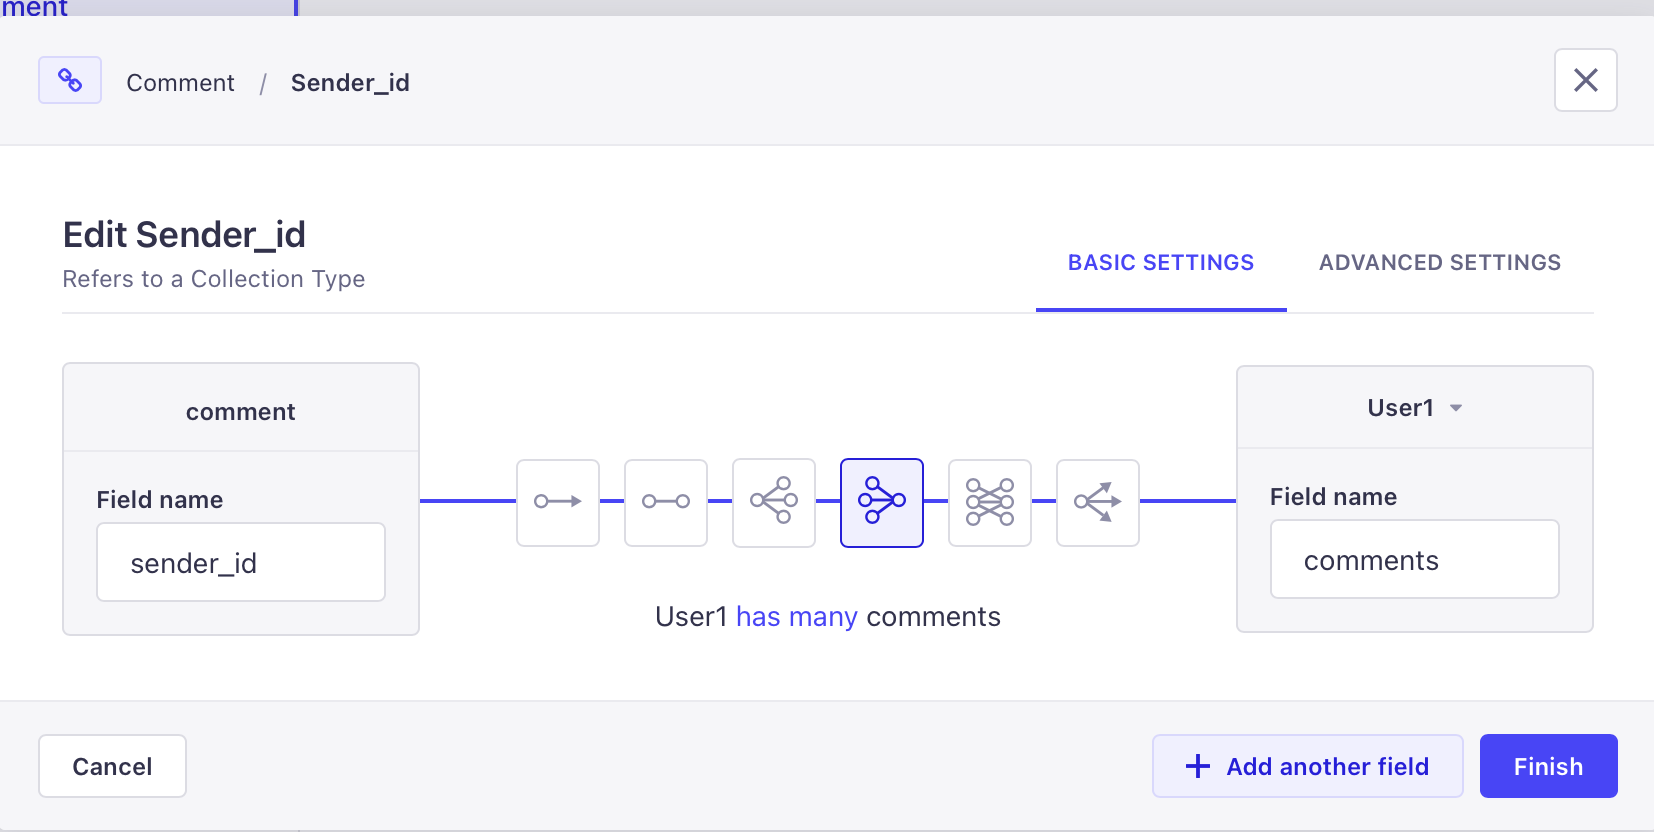 ment
Comment / Sender_id
Edit Sender_id
Refers to a Collection Type
BASIC SETTINGS
ADVANCED SETTINGS
comment
Field name
sender_id
User1 has many comments
User1
Field name
comments
Cancel
Add another field
Finish